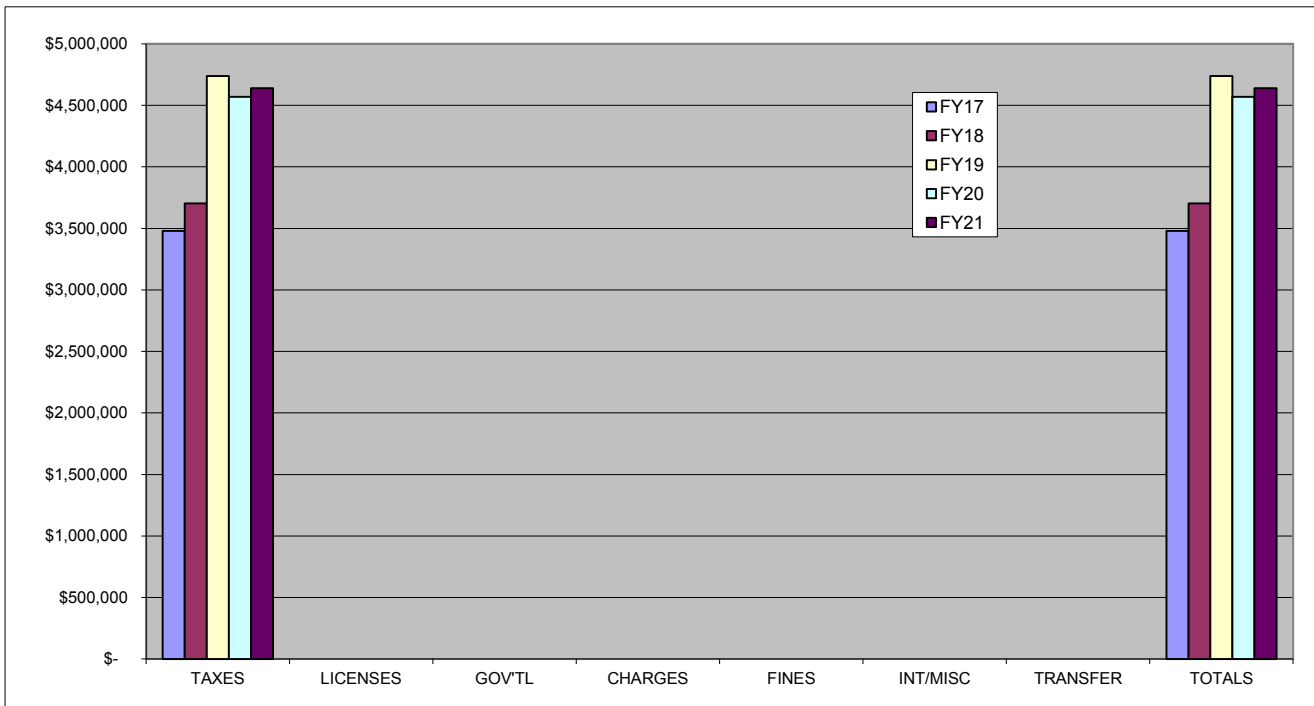 $5,000,000
$4,500,000
$4,000,000
$3,500,000
$3,000,000
$2,500,000
$2,000,000
$1,500,000
$1,000,000
$500,000
$-
FY17
FY18
FY19
FY20
FY21
TAXES LICENSES GOV'TL CHARGES FINES INT/MISC TRANSFER TOTALS